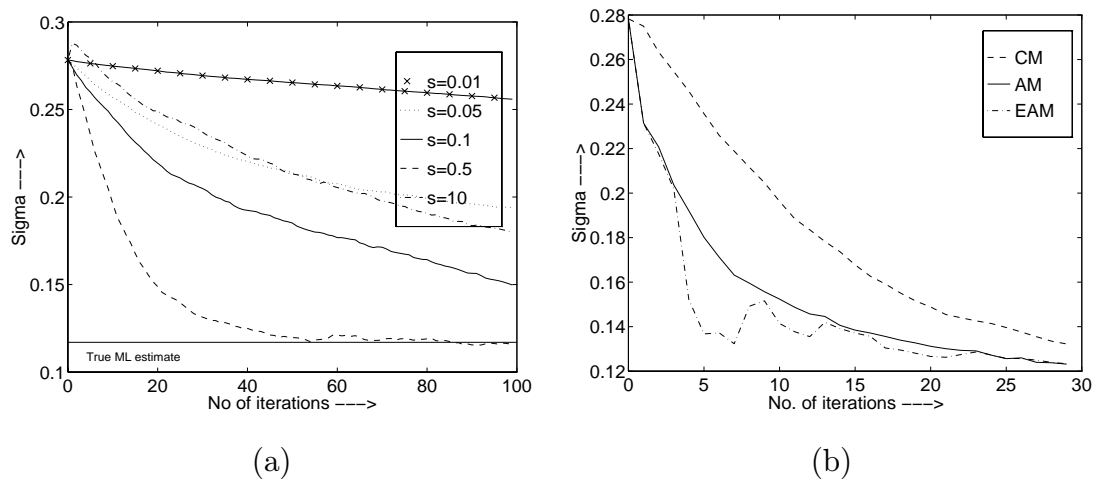 0.3
0.25
0.2
0.15
0.1
Sigma --->
0
20
40
60
80
100
No of iterations --->
s=0.01
s=0.05
s=0.1
s=0.5
s=10
True ML estimate
(a)
0.28
0.26
0.24
0.22
0.2
0.18
0.16
0.14
0.12
Sigma --->
0
5
10
15
20
25
30
No. of iterations --->
CM
AM
EAM
(b)